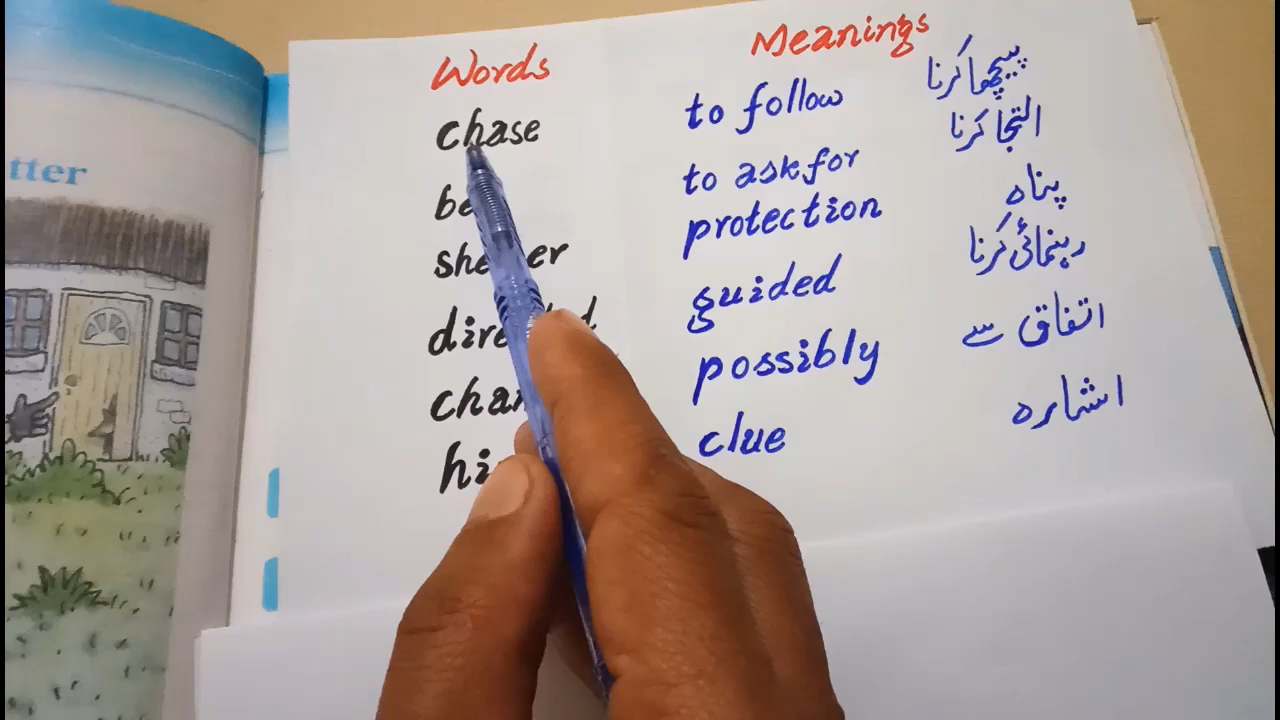 tter
Words Meanings
chase to follow پیچھا کرنا
to ask for التجا کرنا
protection پناہ
guided رہنمائی کرنا
possibly اتفاق سے
clue اشارہ